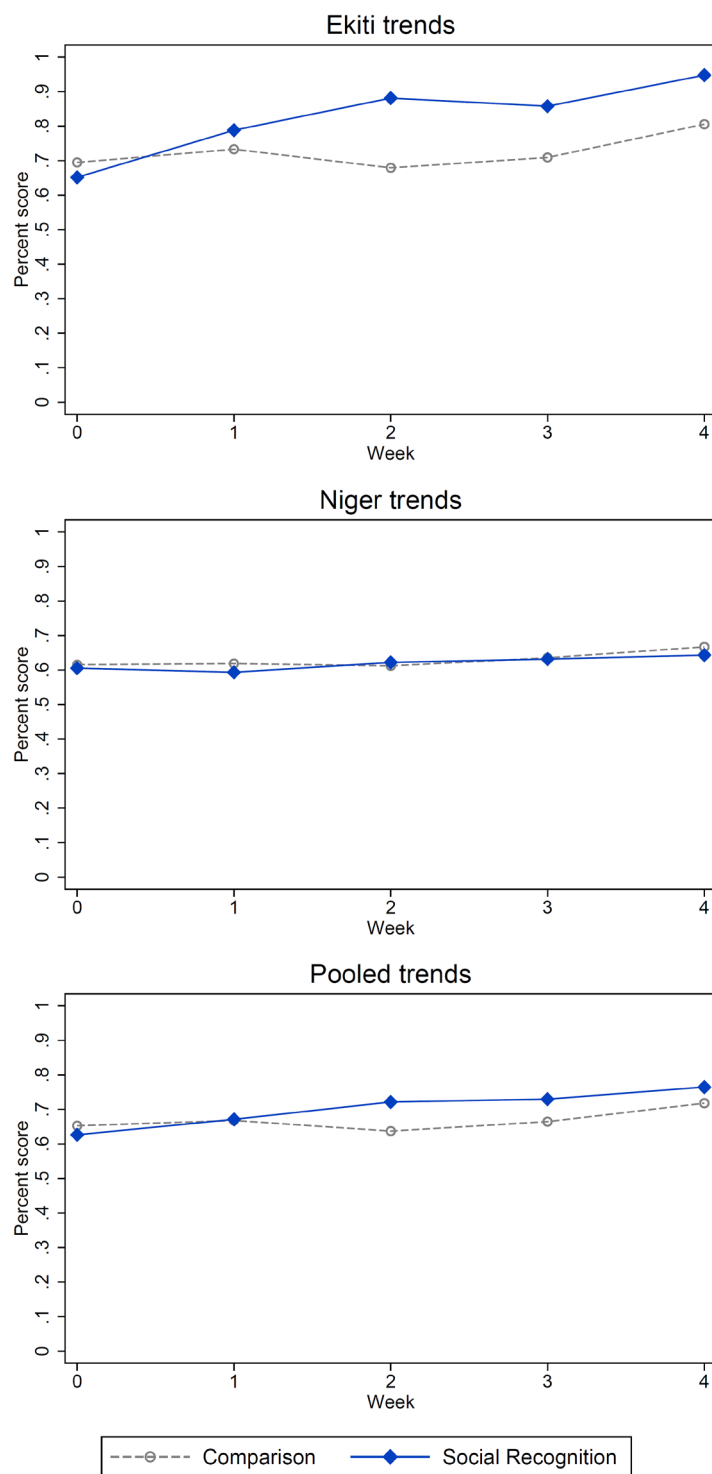 Ekiti trends
Percent score
1
.9
.8
.7
.6
.5
.4
.3
.2
.1
0
0 1 2 3 4
Week
Niger trends
Percent score
1
.9
.8
.7
.6
.5
.4
.3
.2
.1
0
0 1 2 3 4
Week
Pooled trends
Percent score
1
.9
.8
.7
.6
.5
.4
.3
.2
.1
0
0 1 2 3 4
Week
Comparison Social Recognition